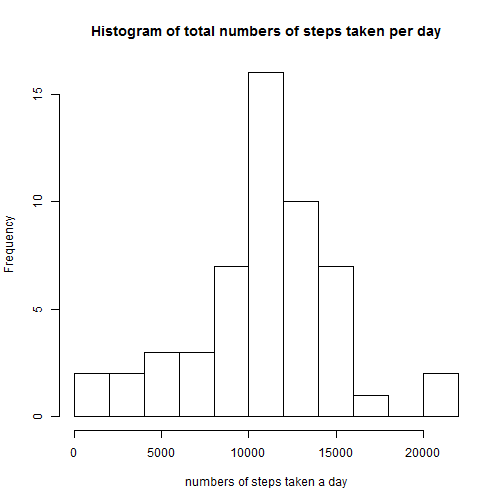 Histogram of total numbers of steps taken per day
Frequency
15
10
5
0
0 5000 10000 15000 20000
numbers of steps taken a day